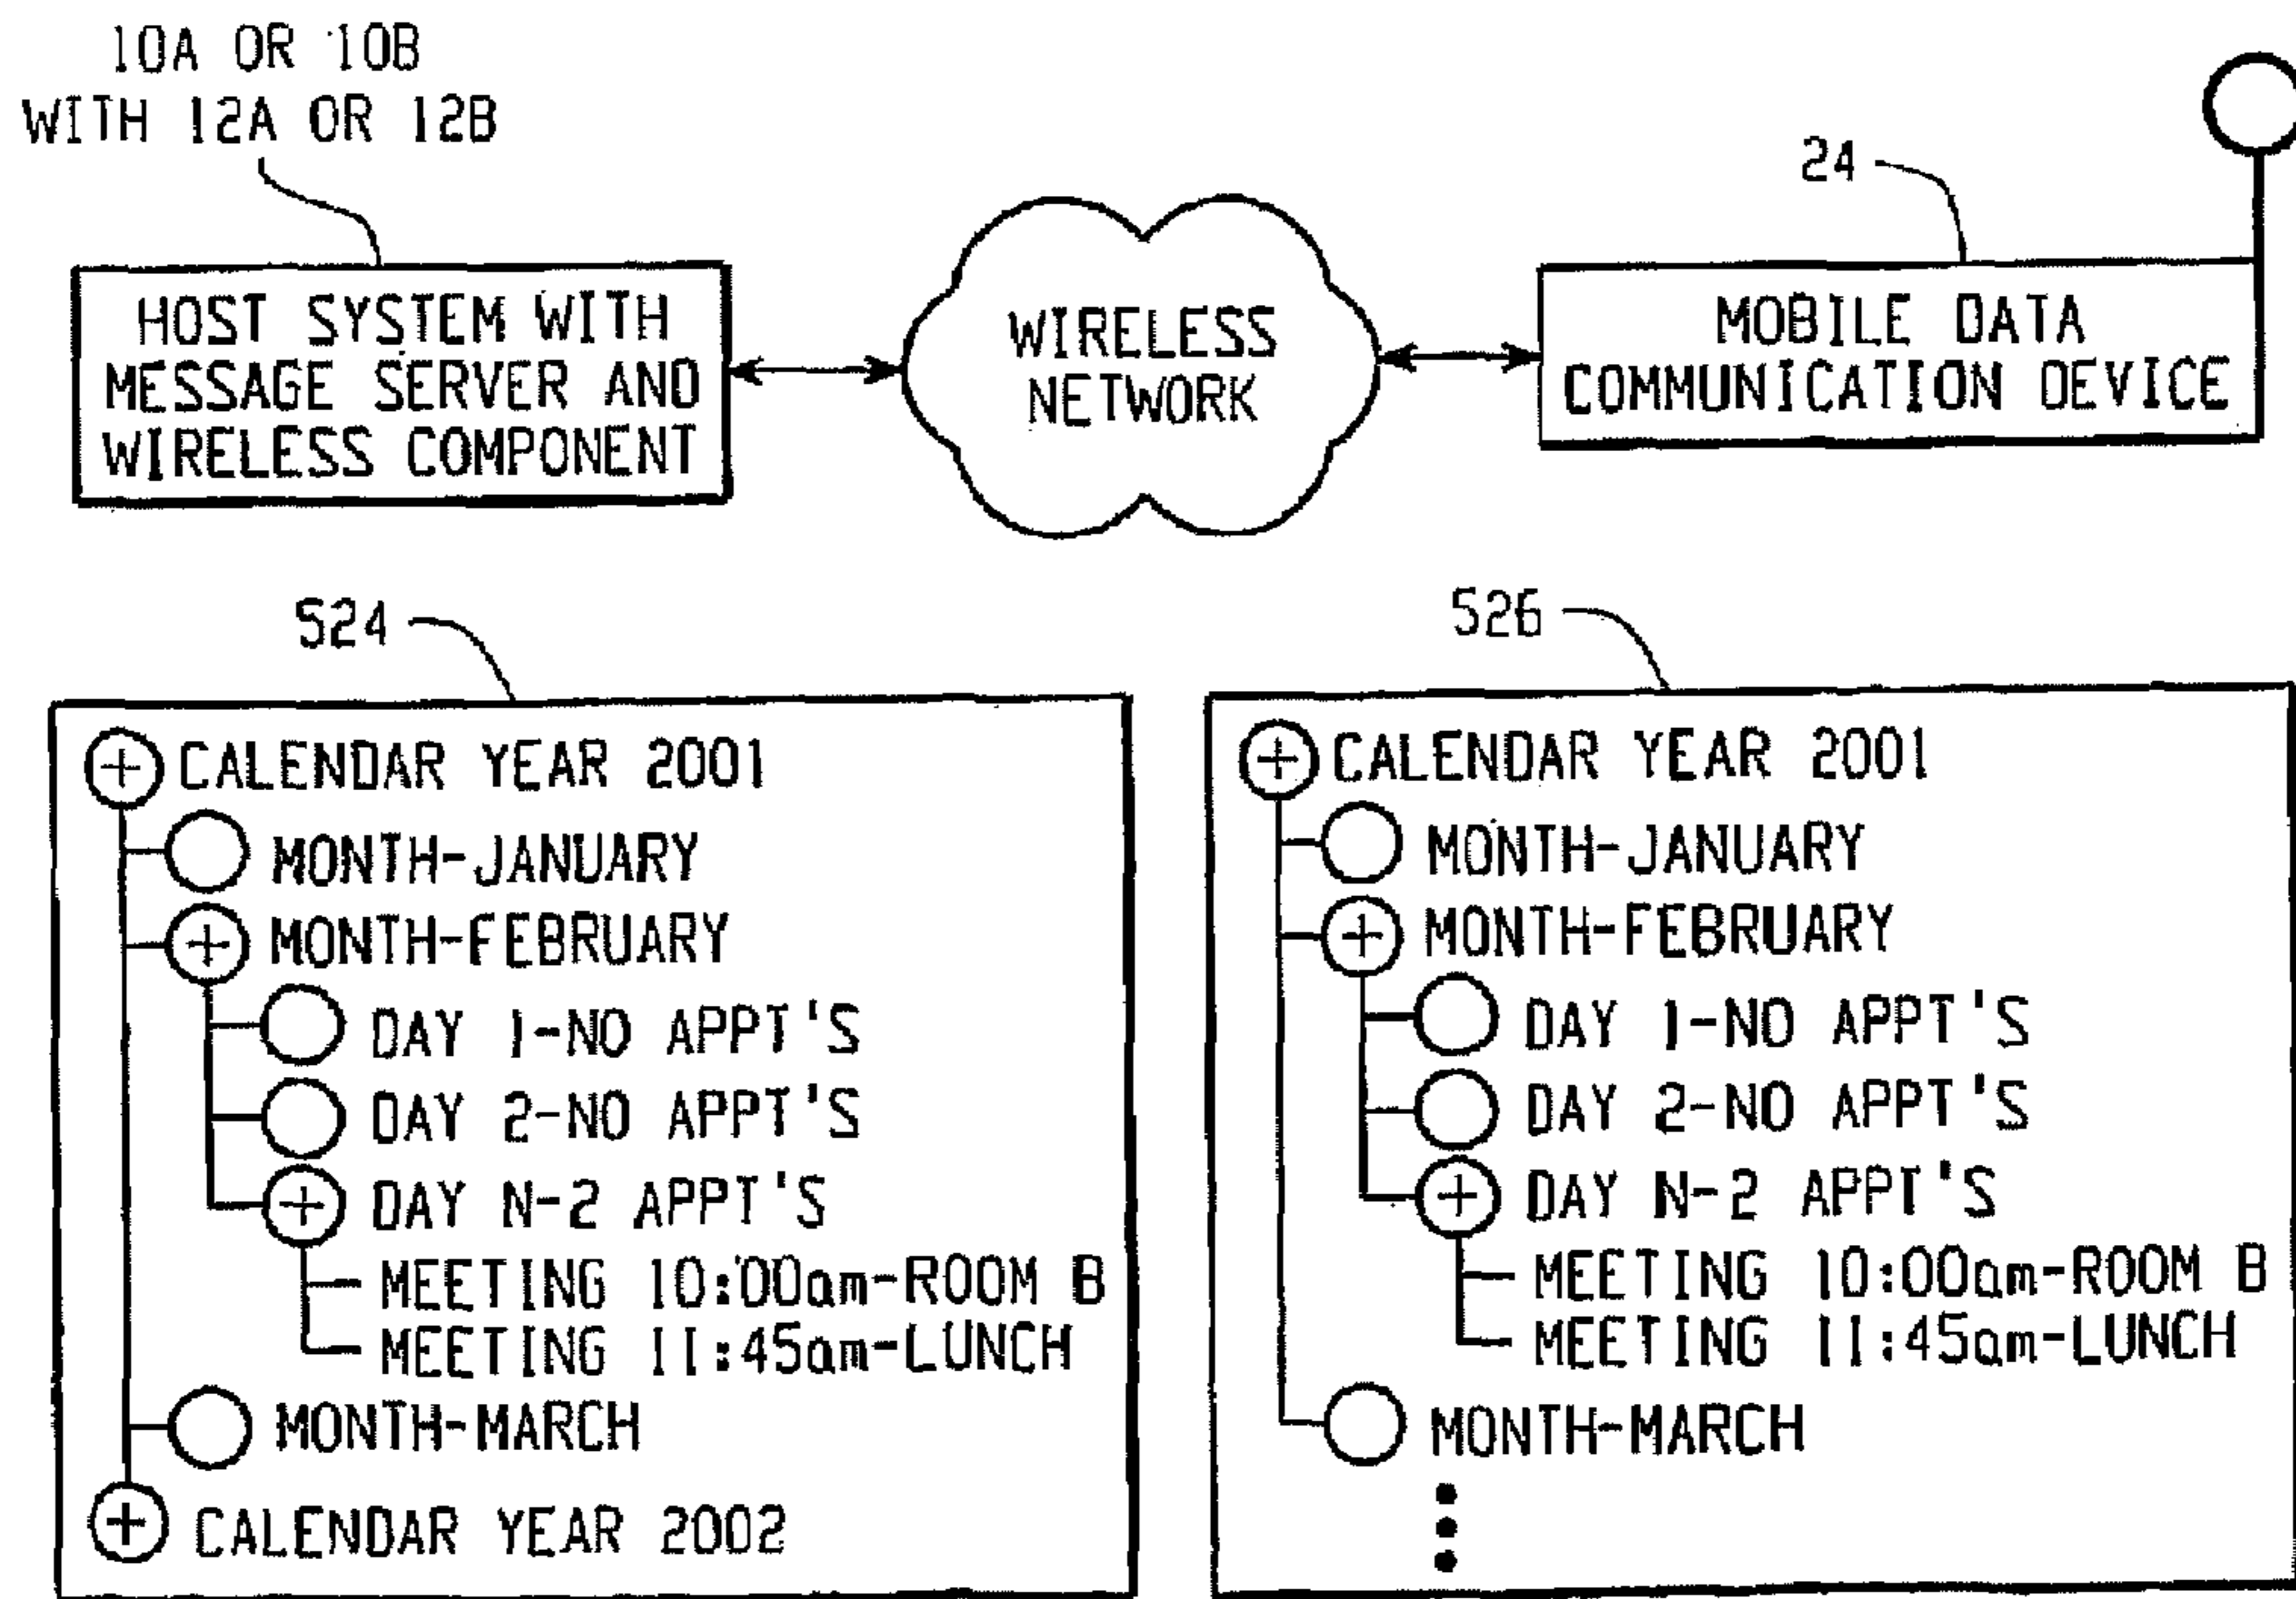 10A OR 10B
WITH 12A OR 12B
24
HOST SYSTEM WITH
MESSAGE SERVER AND
WIRELESS COMPONENT
WIRELESS
NETWORK
MOBILE DATA
COMMUNICATION DEVICE
524
526
CALENDAR YEAR 2001
MONTH-JANUARY
MONTH-FEBRUARY
DAY 1-NO APPT'S
DAY 2-NO APPT'S
DAY N-2 APPT'S
MEETING 10:00am-ROOM B
MEETING 11:45am-LUNCH
MONTH-MARCH
CALENDAR YEAR 2002
CALENDAR YEAR 2001
MONTH-JANUARY
MONTH-FEBRUARY
DAY 1-NO APPT'S
DAY 2-NO APPT'S
DAY N-2 APPT'S
MEETING 10:00am-ROOM B
MEETING 11:45am-LUNCH
MONTH-MARCH